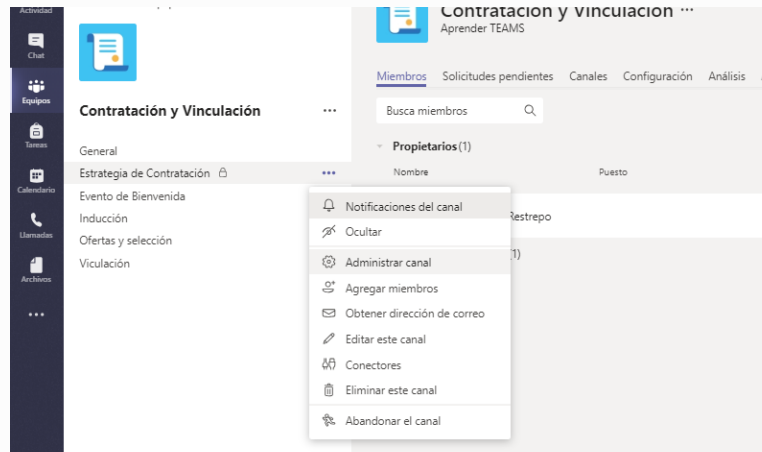 Actividad
Chat
Equipos
Tareas
Calendario
Llamadas
Archivos
Contratación y Vinculación
General
Estrategia de Contratación
Evento de Bienvenida
Inducción
Ofertas y selección
Viculación
Notificaciones del canal
Ocultar
Administrar canal
Agregar miembros
Obtener dirección de correo
Editar este canal
Conectores
Eliminar este canal
Abandonar el canal
Contratación y Vinculación ...
Aprender TEAMS
Miembros Solicitudes pendientes Canales Configuración Análisis
Busca miembros
Propietarios (1)
Nombre Puesto
Restrepo